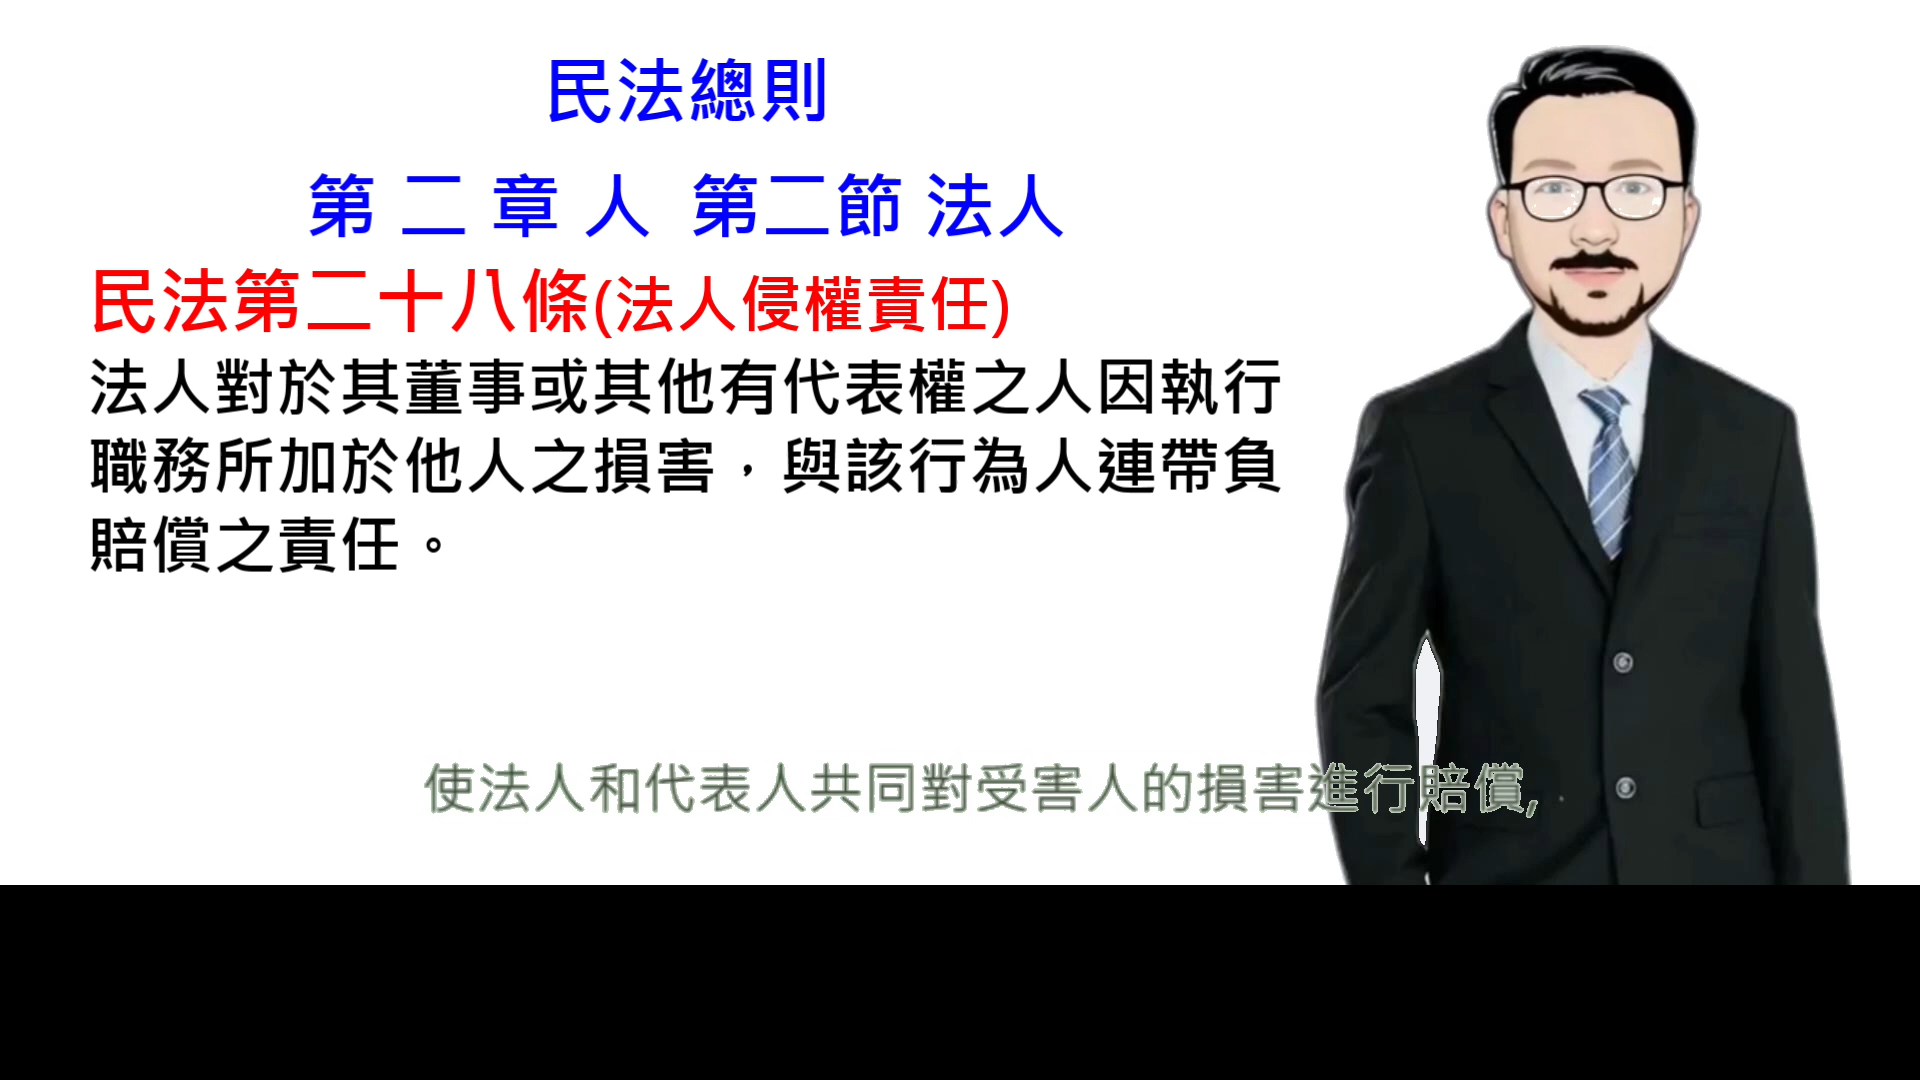 民法總則
第 二 章 人 第二節 法人
民法第二十八條(法人侵權責任)
法人對於其董事或其他有代表權之人因執行
職務所加於他人之損害，與該行為人連帶負
賠償之責任。
使法人和代表人共同對受害人的損害進行賠償,